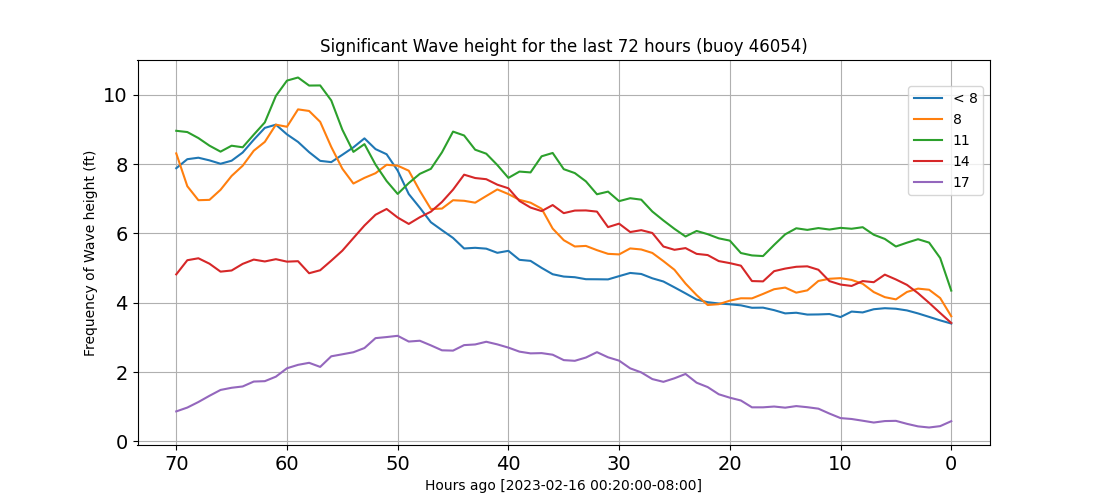 Significant Wave height for the last 72 hours (buoy 46054)
Frequency of Wave height (ft)
10
8
6
4
2
0
< 8
8
11
14
17
70 60 50 40 30 20 10 0
Hours ago [2023-02-16 00:20:00-08:00]